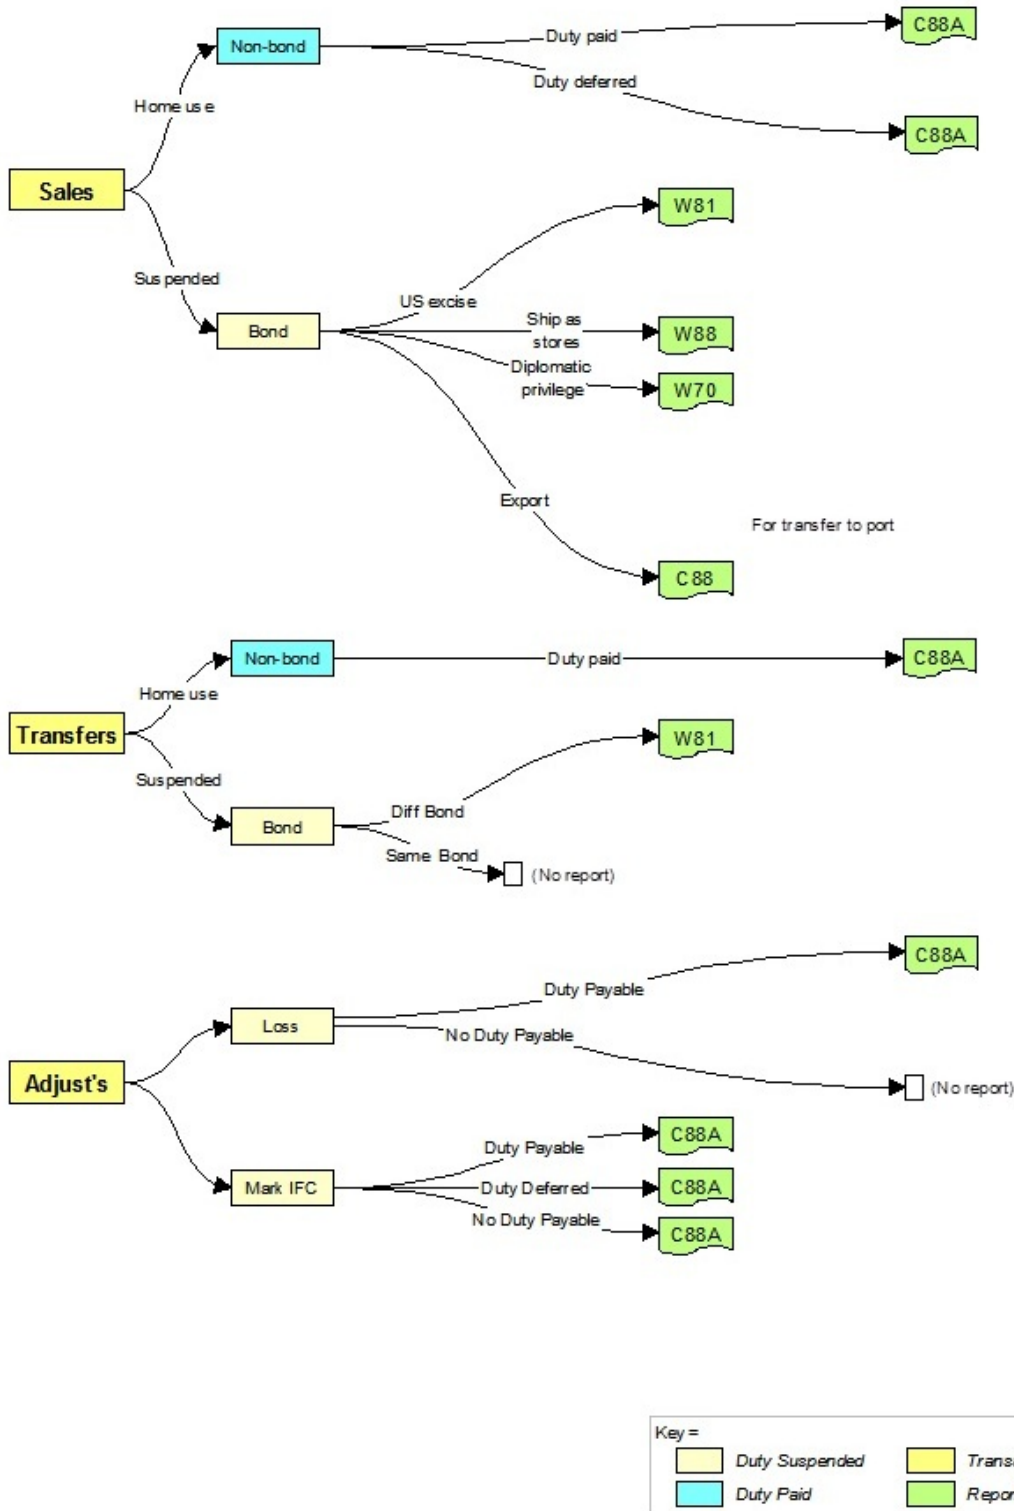 C88A
Non-bond
Duty paid
Duty deferred
Home use
C88A
Sales
W81
Suspended
US excise
Bond
Ship as
stores
W88
Diplomatic
privilege
W70
Export
For transfer to port
C88
Non-bond
Duty paid
C88A
Home use
Transfers
W81
Suspended
Diff Bond
Bond
Same Bond
(No report)
C88A
Duty Payable
Loss
No Duty Payable
Adjust's
(No report)
C88A
Duty Payable
Mark IFC
Duty Deferred
C88A
No Duty Payable
C88A
Key =
Duty Suspended
Duty Paid